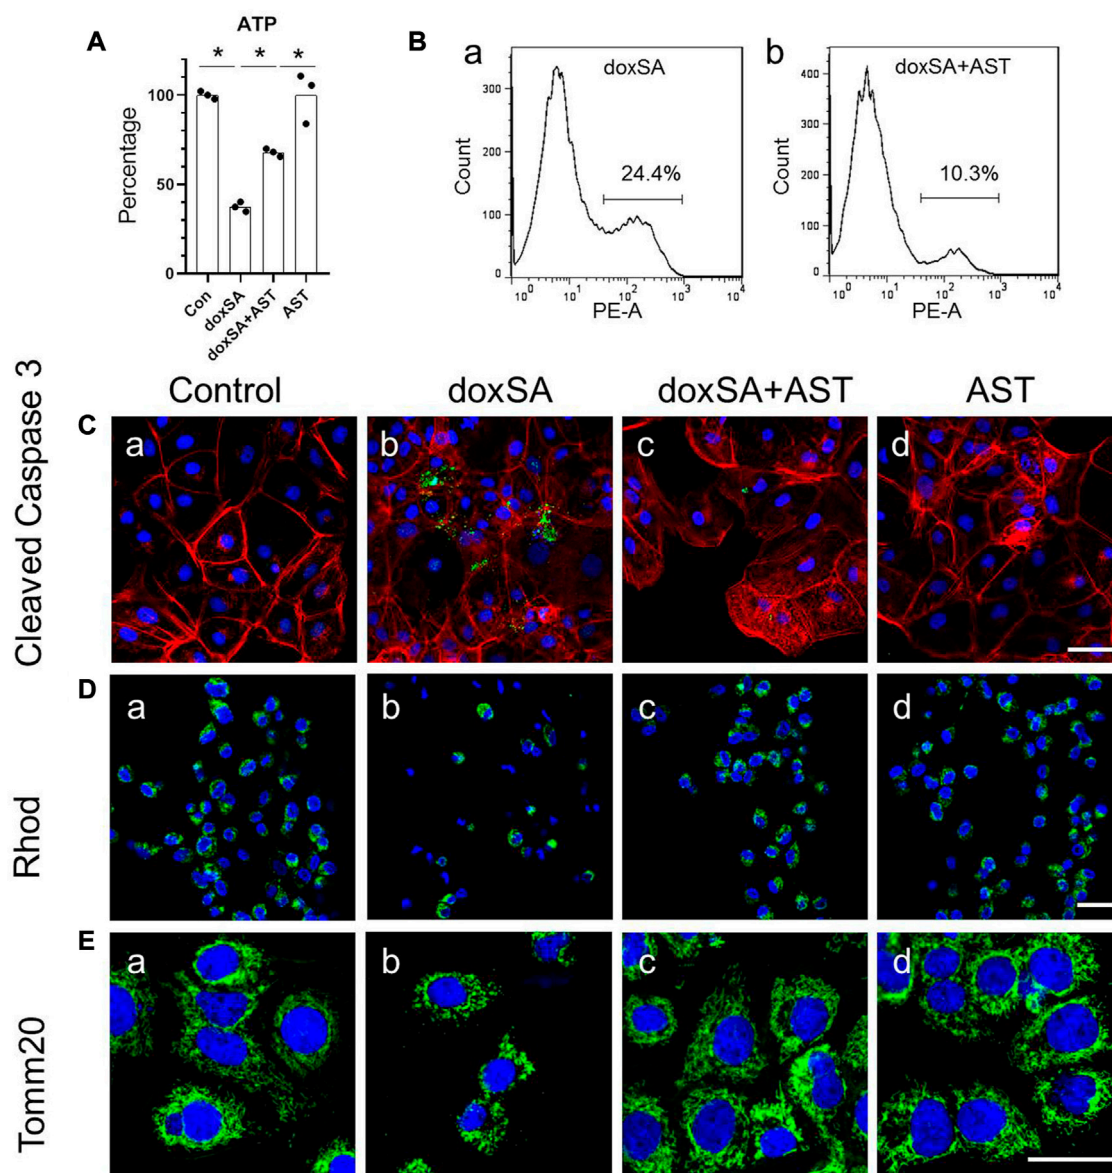 A
ATP
* * *
Percentage
100
50
0
Con
doxSA
doxSA+AST
AST
B
a
doxSA
24.4%
Count
300
200
100
0
10^0 10^1 10^2 10^3 10^4
PE-A
b
doxSA+AST
10.3%
Count
400
300
200
100
0
10^0 10^1 10^2 10^3 10^4
PE-A
Control doxSA doxSA+AST AST
C
Cleaved Caspase 3
a b c d
D
Rhod
a b c d
E
Tomm20
a b c d